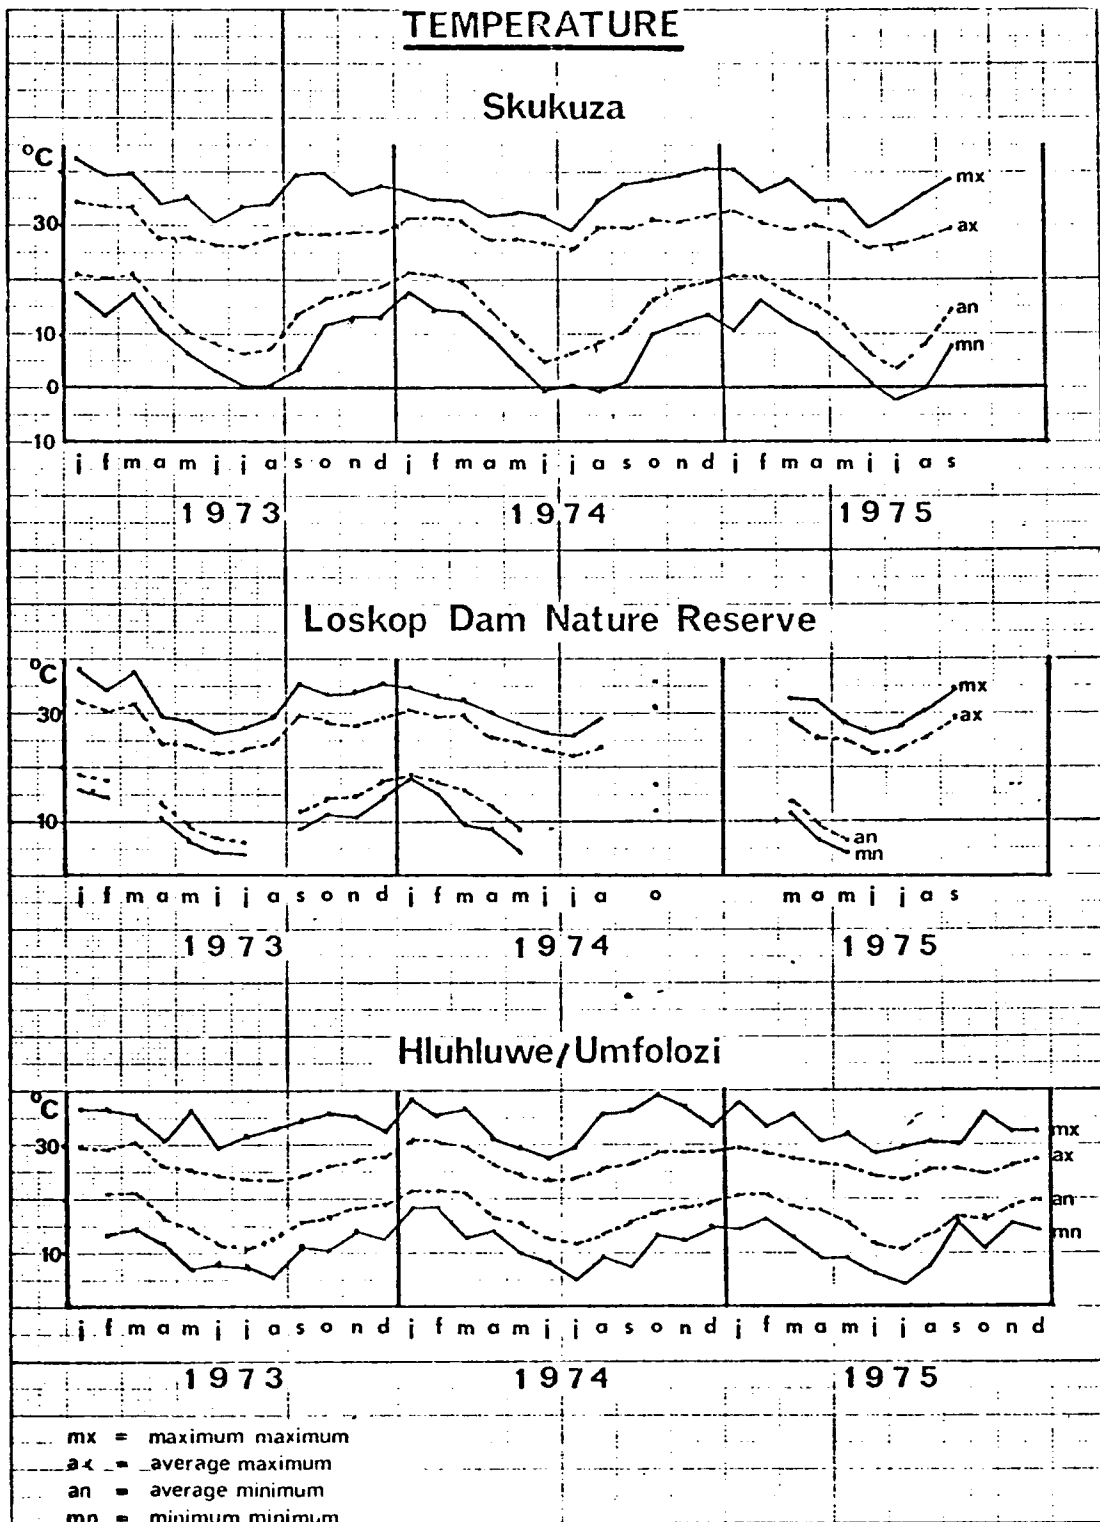 TEMPERATURE
Skukuza
°C
30
10
0
-10
mx
ax
an
mn
j f m a m j j a s o n d j f m a m j j a s o n d j f m a m j j a s
1973 1974 1975
Loskop Dam Nature Reserve
°C
30
10
mx
ax
an
mn
j f m a m j j a s o n d j f m a m j j a o m a m j j a s
1973 1974 1975
Hluhluwe/Umfolozi
°C
30
10
mx
ax
an
mn
j f m a m j j a s o n d j f m a m j j a s o n d j f m a m j j a s o n d
1973 1974 1975
mx = maximum maximum
ax = average maximum
an = average minimum
mn = minimum minimum